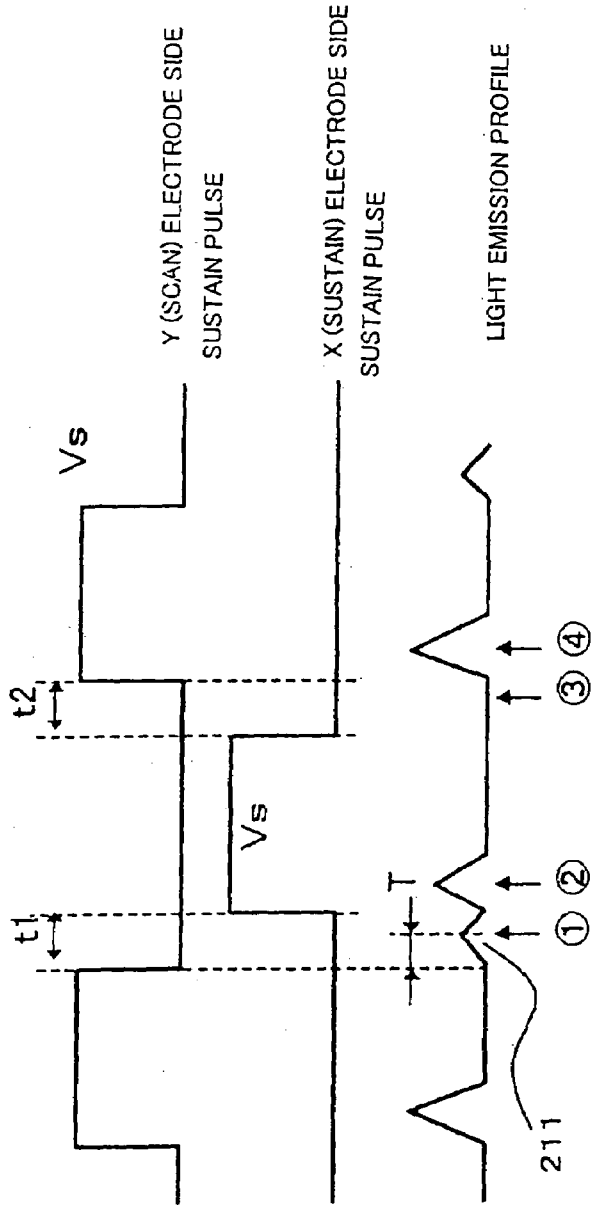 t1
t2
Vs
Y (SCAN) ELECTRODE SIDE
SUSTAIN PULSE
Vs
X (SUSTAIN) ELECTRODE SIDE
SUSTAIN PULSE
T
LIGHT EMISSION PROFILE
211
① ② ③ ④